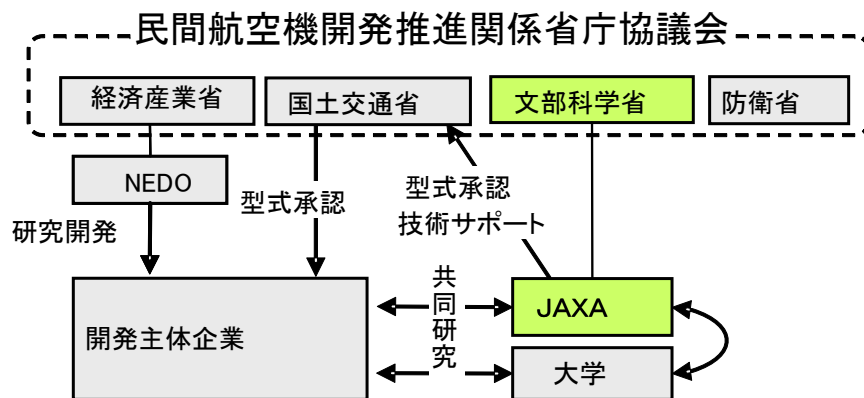 民間航空機開発推進関係省庁協議会
経済産業省
国土交通省
文部科学省
防衛省
NEDO
研究開発
型式承認
型式承認
技術サポート
開発主体企業
共同研究
JAXA
大学